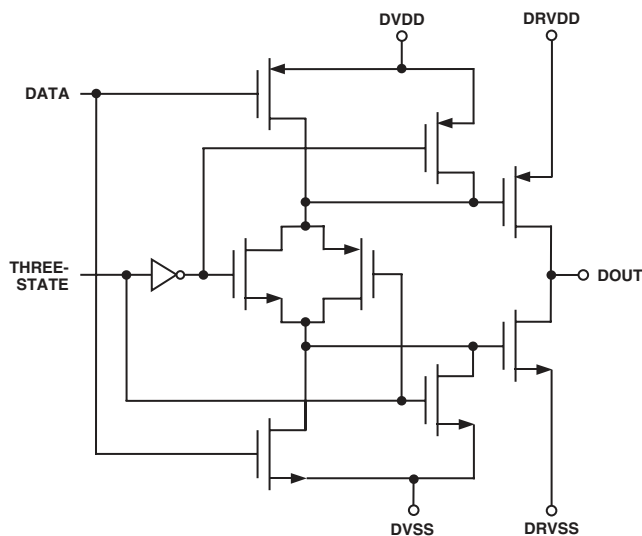 DVDD
DRVDD
DATA
THREE-
STATE
DOUT
DVSS
DRVSS